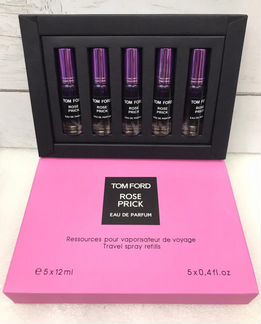 TOM FORD
ROSE
PRICK
EAU DE PARFUM
TOM FORD
ROSE
PRICK
EAU DE PARFUM
TOM FORD
ROSE
PRICK
EAU DE PARFUM
TOM FORD
ROSE
PRICK
EAU DE PARFUM
TOM FORD
ROSE
PRICK
EAU DE PARFUM
TOM FORD
ROSE
PRICK
EAU DE PARFUM
Ressources pour vaporisateur de voyage
Travel spray refills
℮ 5 x 12 ml
5 x 0,4 fl.oz